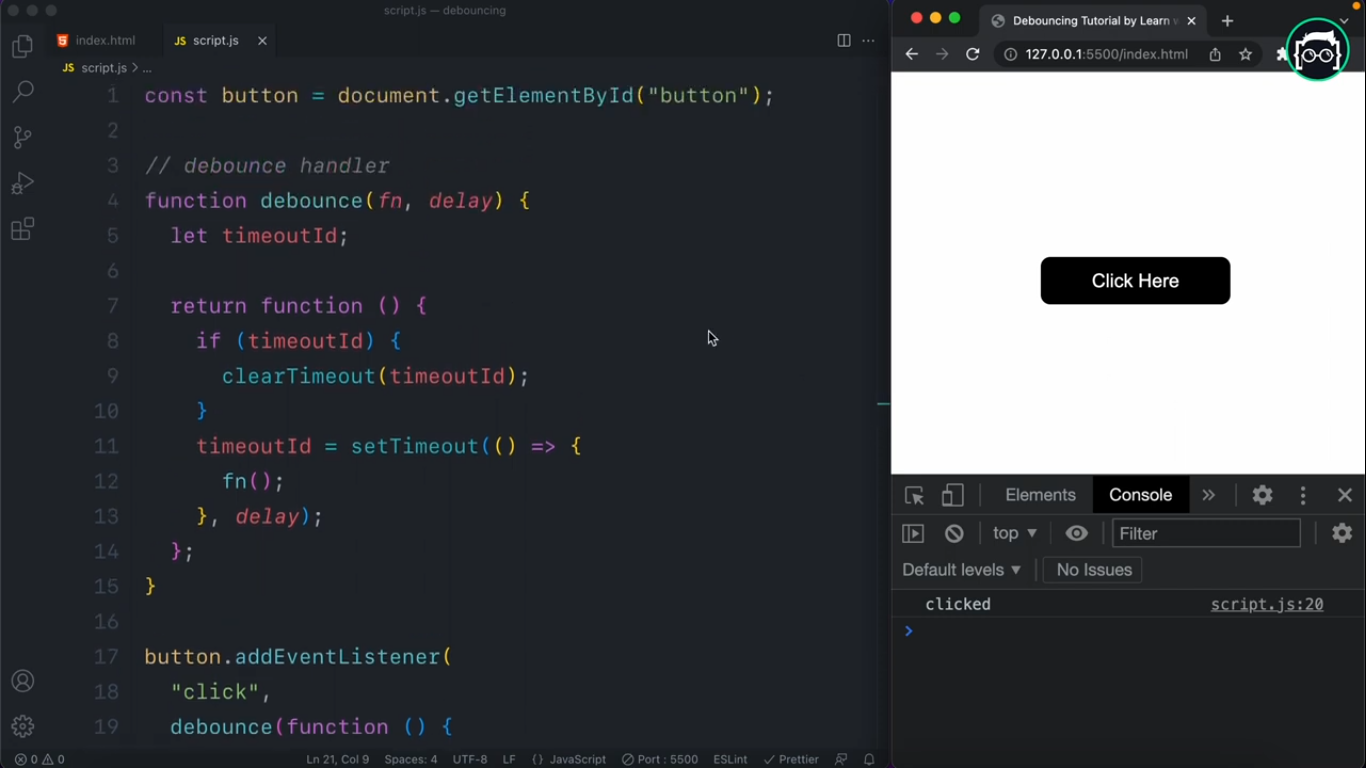 script.js — debouncing
index.html
JS script.js
JS script.js > ...
1 const button = document.getElementById("button");
2
3 // debounce handler
4 function debounce(fn, delay) {
5 let timeoutId;
6
7 return function () {
8 if (timeoutId) {
9 clearTimeout(timeoutId);
10 }
11 timeoutId = setTimeout(() => {
12 fn();
13 }, delay);
14 };
15 }
16
17 button.addEventListener(
18 "click",
19 debounce(function () {
0 0
Ln 21, Col 9 Spaces: 4 UTF-8 LF {} JavaScript Port : 5500 ESLint ✓ Prettier
Debouncing Tutorial by Learn
127.0.0.1:5500/index.html
Click Here
Elements Console »
top ▼ Filter
Default levels ▼ No Issues
clicked script.js:20
>